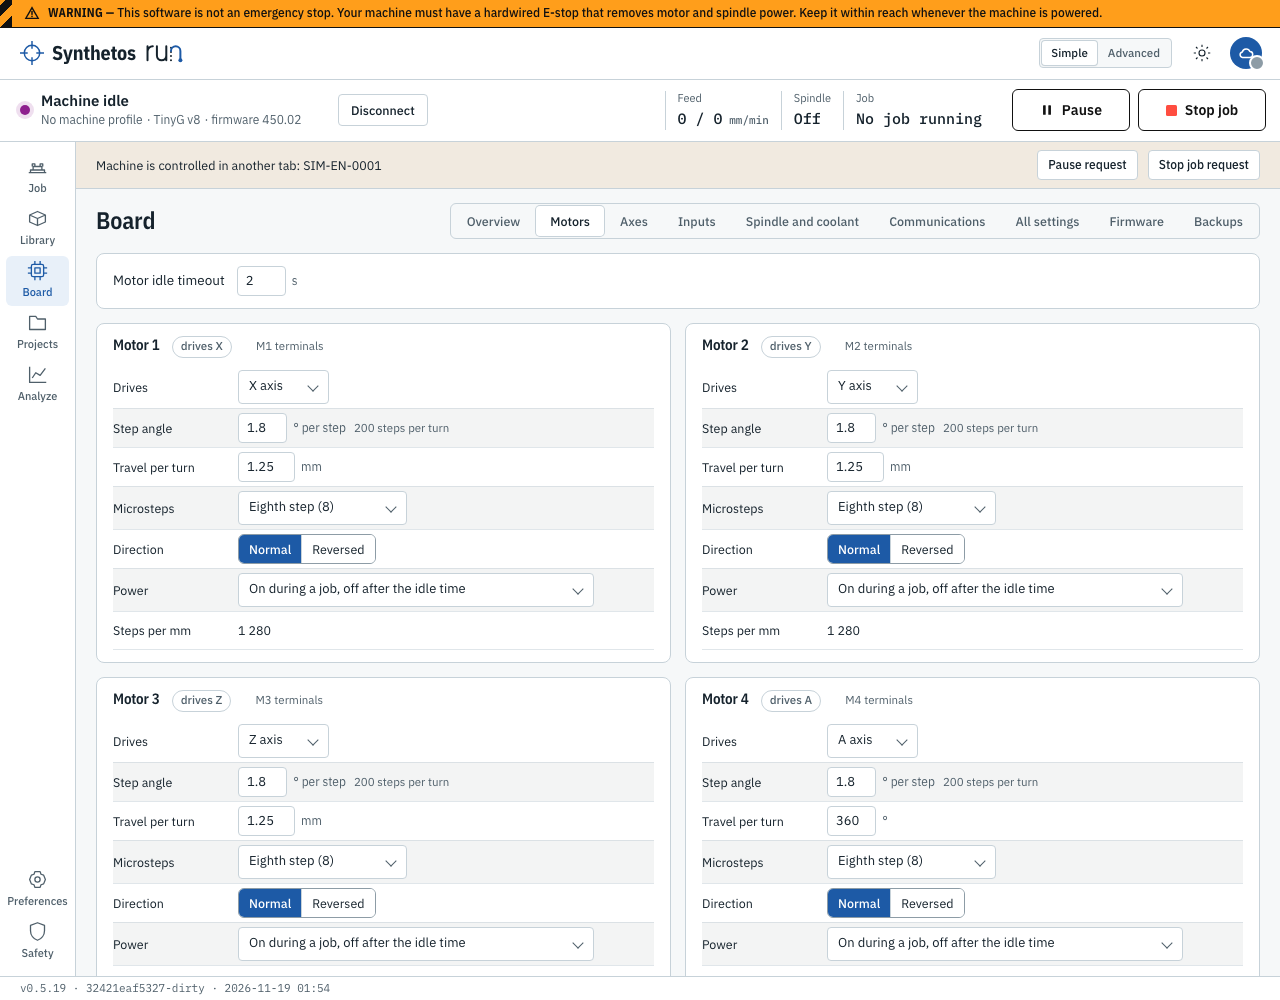 WARNING — This software is not an emergency stop. Your machine must have a hardwired E-stop that removes motor and spindle power. Keep it within reach whenever the machine is powered.
Synthetos run
Simple Advanced
Machine idle
No machine profile · TinyG v8 · firmware 450.02
Disconnect
Feed
0 / 0 mm/min
Spindle
Off
Job
No job running
Pause
Stop job
Job
Library
Board
Projects
Analyze
Preferences
Safety
Machine is controlled in another tab: SIM-EN-0001
Pause request
Stop job request
Board
Overview Motors Axes Inputs Spindle and coolant Communications All settings Firmware Backups
Motor idle timeout 2 s
Motor 1 drives X M1 terminals
Drives X axis
Step angle 1.8 ° per step 200 steps per turn
Travel per turn 1.25 mm
Microsteps Eighth step (8)
Direction Normal Reversed
Power On during a job, off after the idle time
Steps per mm 1 280
Motor 2 drives Y M2 terminals
Drives Y axis
Step angle 1.8 ° per step 200 steps per turn
Travel per turn 1.25 mm
Microsteps Eighth step (8)
Direction Normal Reversed
Power On during a job, off after the idle time
Steps per mm 1 280
Motor 3 drives Z M3 terminals
Drives Z axis
Step angle 1.8 ° per step 200 steps per turn
Travel per turn 1.25 mm
Microsteps Eighth step (8)
Direction Normal Reversed
Power On during a job, off after the idle time
Motor 4 drives A M4 terminals
Drives A axis
Step angle 1.8 ° per step 200 steps per turn
Travel per turn 360 °
Microsteps Eighth step (8)
Direction Normal Reversed
Power On during a job, off after the idle time
v0.5.19 · 32421eaf5327-dirty · 2026-11-19 01:54